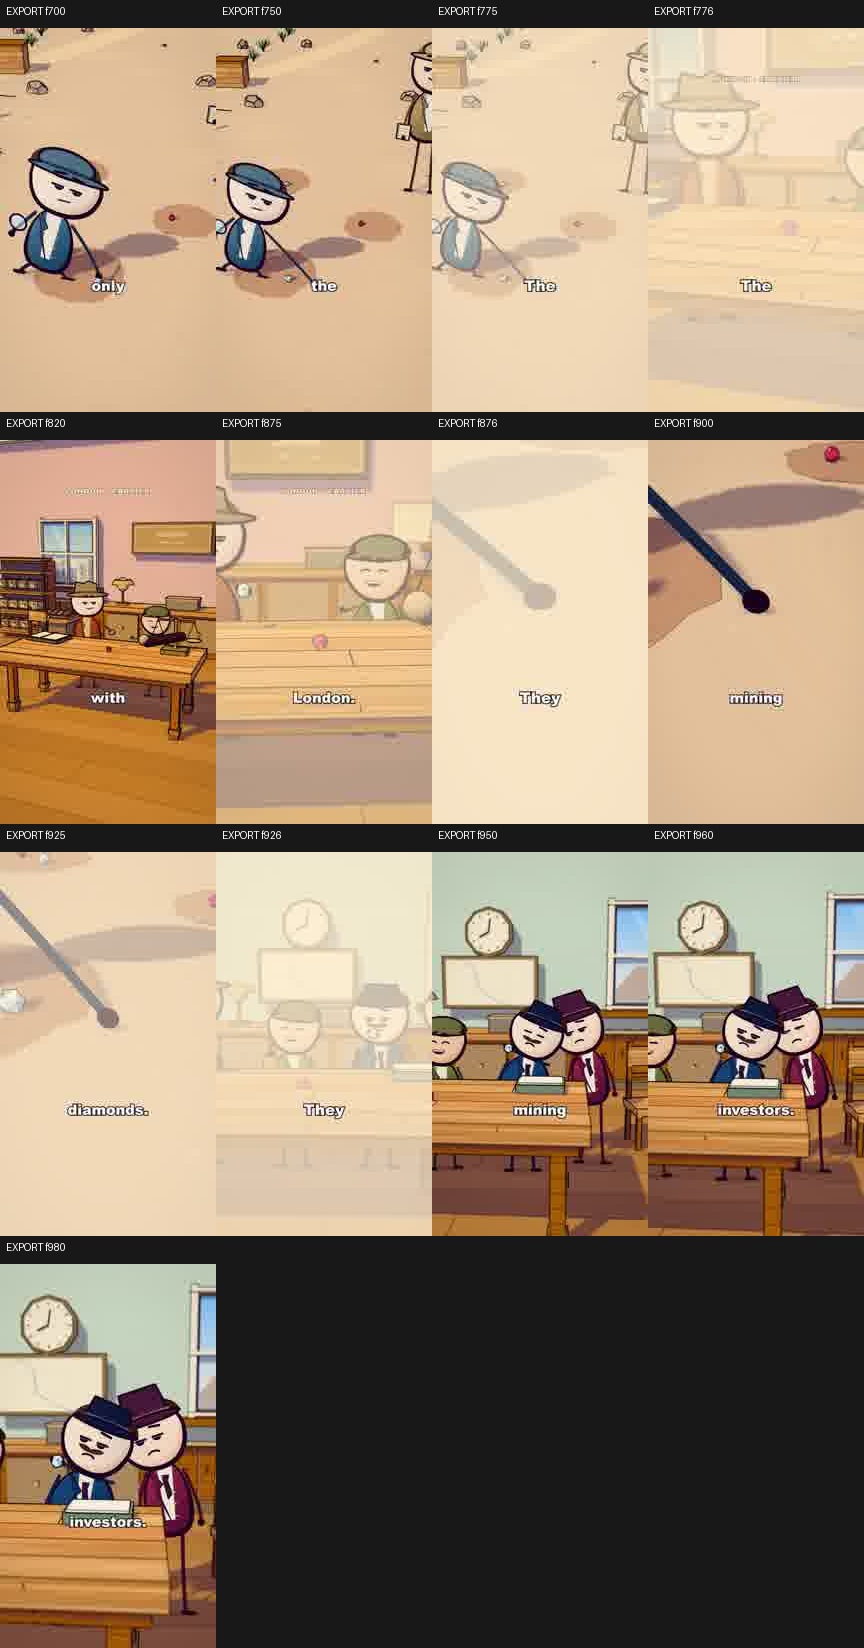 EXPORT f700
EXPORT f750
EXPORT f775
EXPORT f776
only
the
The
The
EXPORT f820
EXPORT f875
EXPORT f876
EXPORT f900
with
London.
They
mining
EXPORT f925
EXPORT f926
EXPORT f950
EXPORT f960
diamonds.
They
mining
investors.
EXPORT f980
investors.